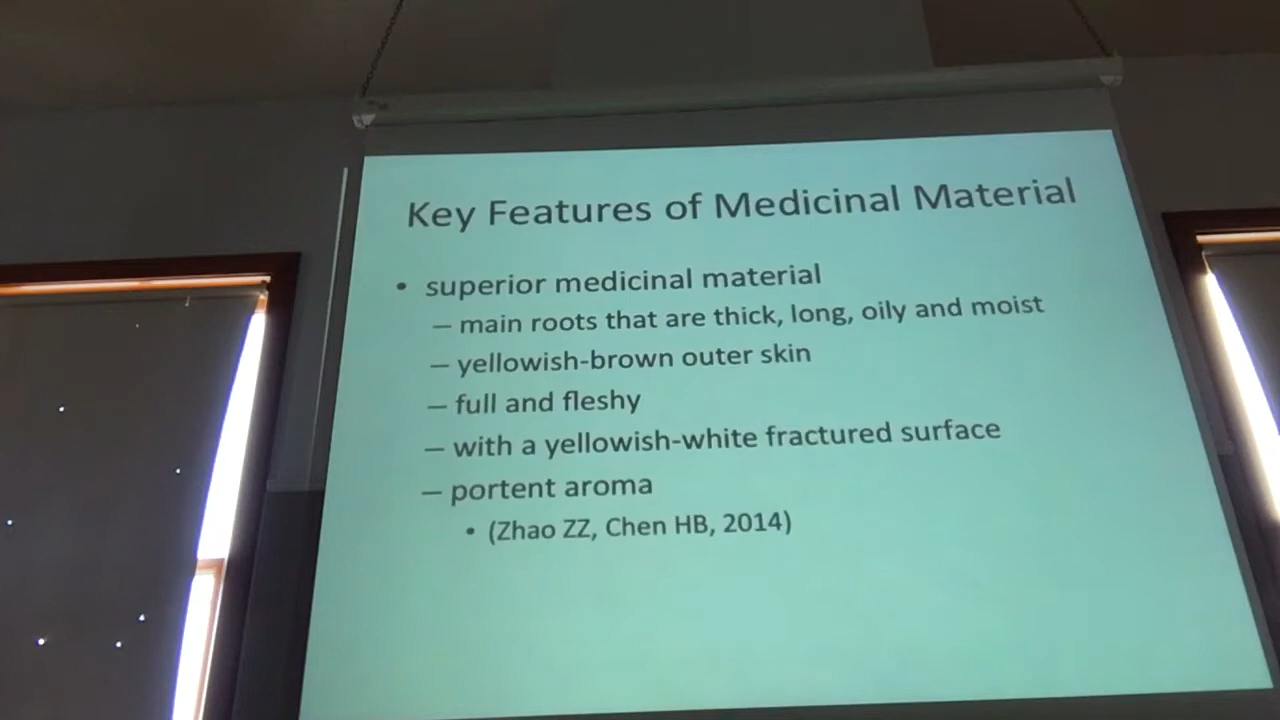 Key Features of Medicinal Material
• superior medicinal material
– main roots that are thick, long, oily and moist
– yellowish-brown outer skin
– full and fleshy
– with a yellowish-white fractured surface
– portent aroma
• (Zhao ZZ, Chen HB, 2014)